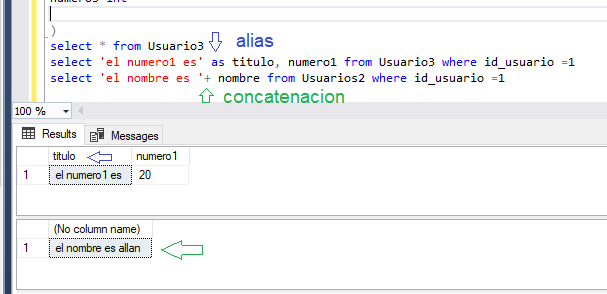 numero3 int
)
select * from Usuario3 alias
select 'el numero1 es' as titulo, numero1 from Usuario3 where id_usuario =1
select 'el nombre es '+ nombre from Usuarios2 where id_usuario =1
concatenacion
100 %
Results Messages
titulo numero1
1 el numero1 es 20
(No column name)
1 el nombre es allan